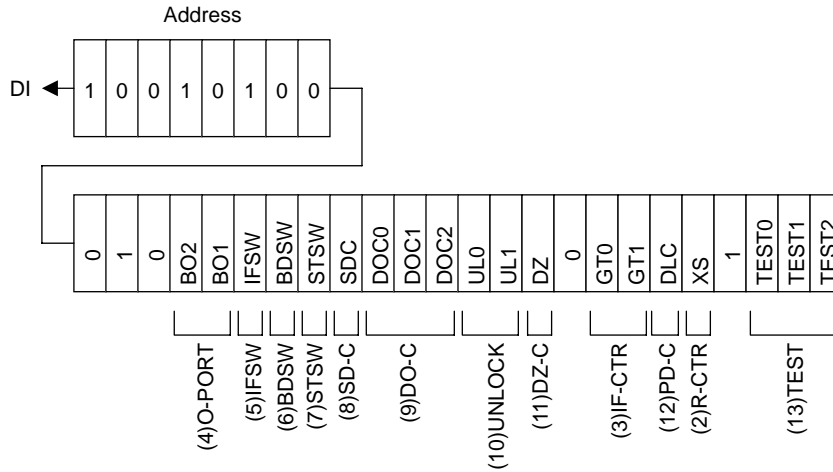 Address
DI 1 0 0 1 0 1 0 0
0 1 0 BO2 BO1 IFSW BDSW STSW SDC DOC0 DOC1 DOC2 UL0 UL1 DZ 0 GT0 GT1 DLC XS 1 TEST0 TEST1 TEST2
(4)O-PORT
(5)IFSW
(6)BDSW
(7)STSW
(8)SD-C
(9)DO-C
(10)UNLOCK
(11)DZ-C
(3)IF-CTR
(12)PD-C
(2)R-CTR
(13)TEST